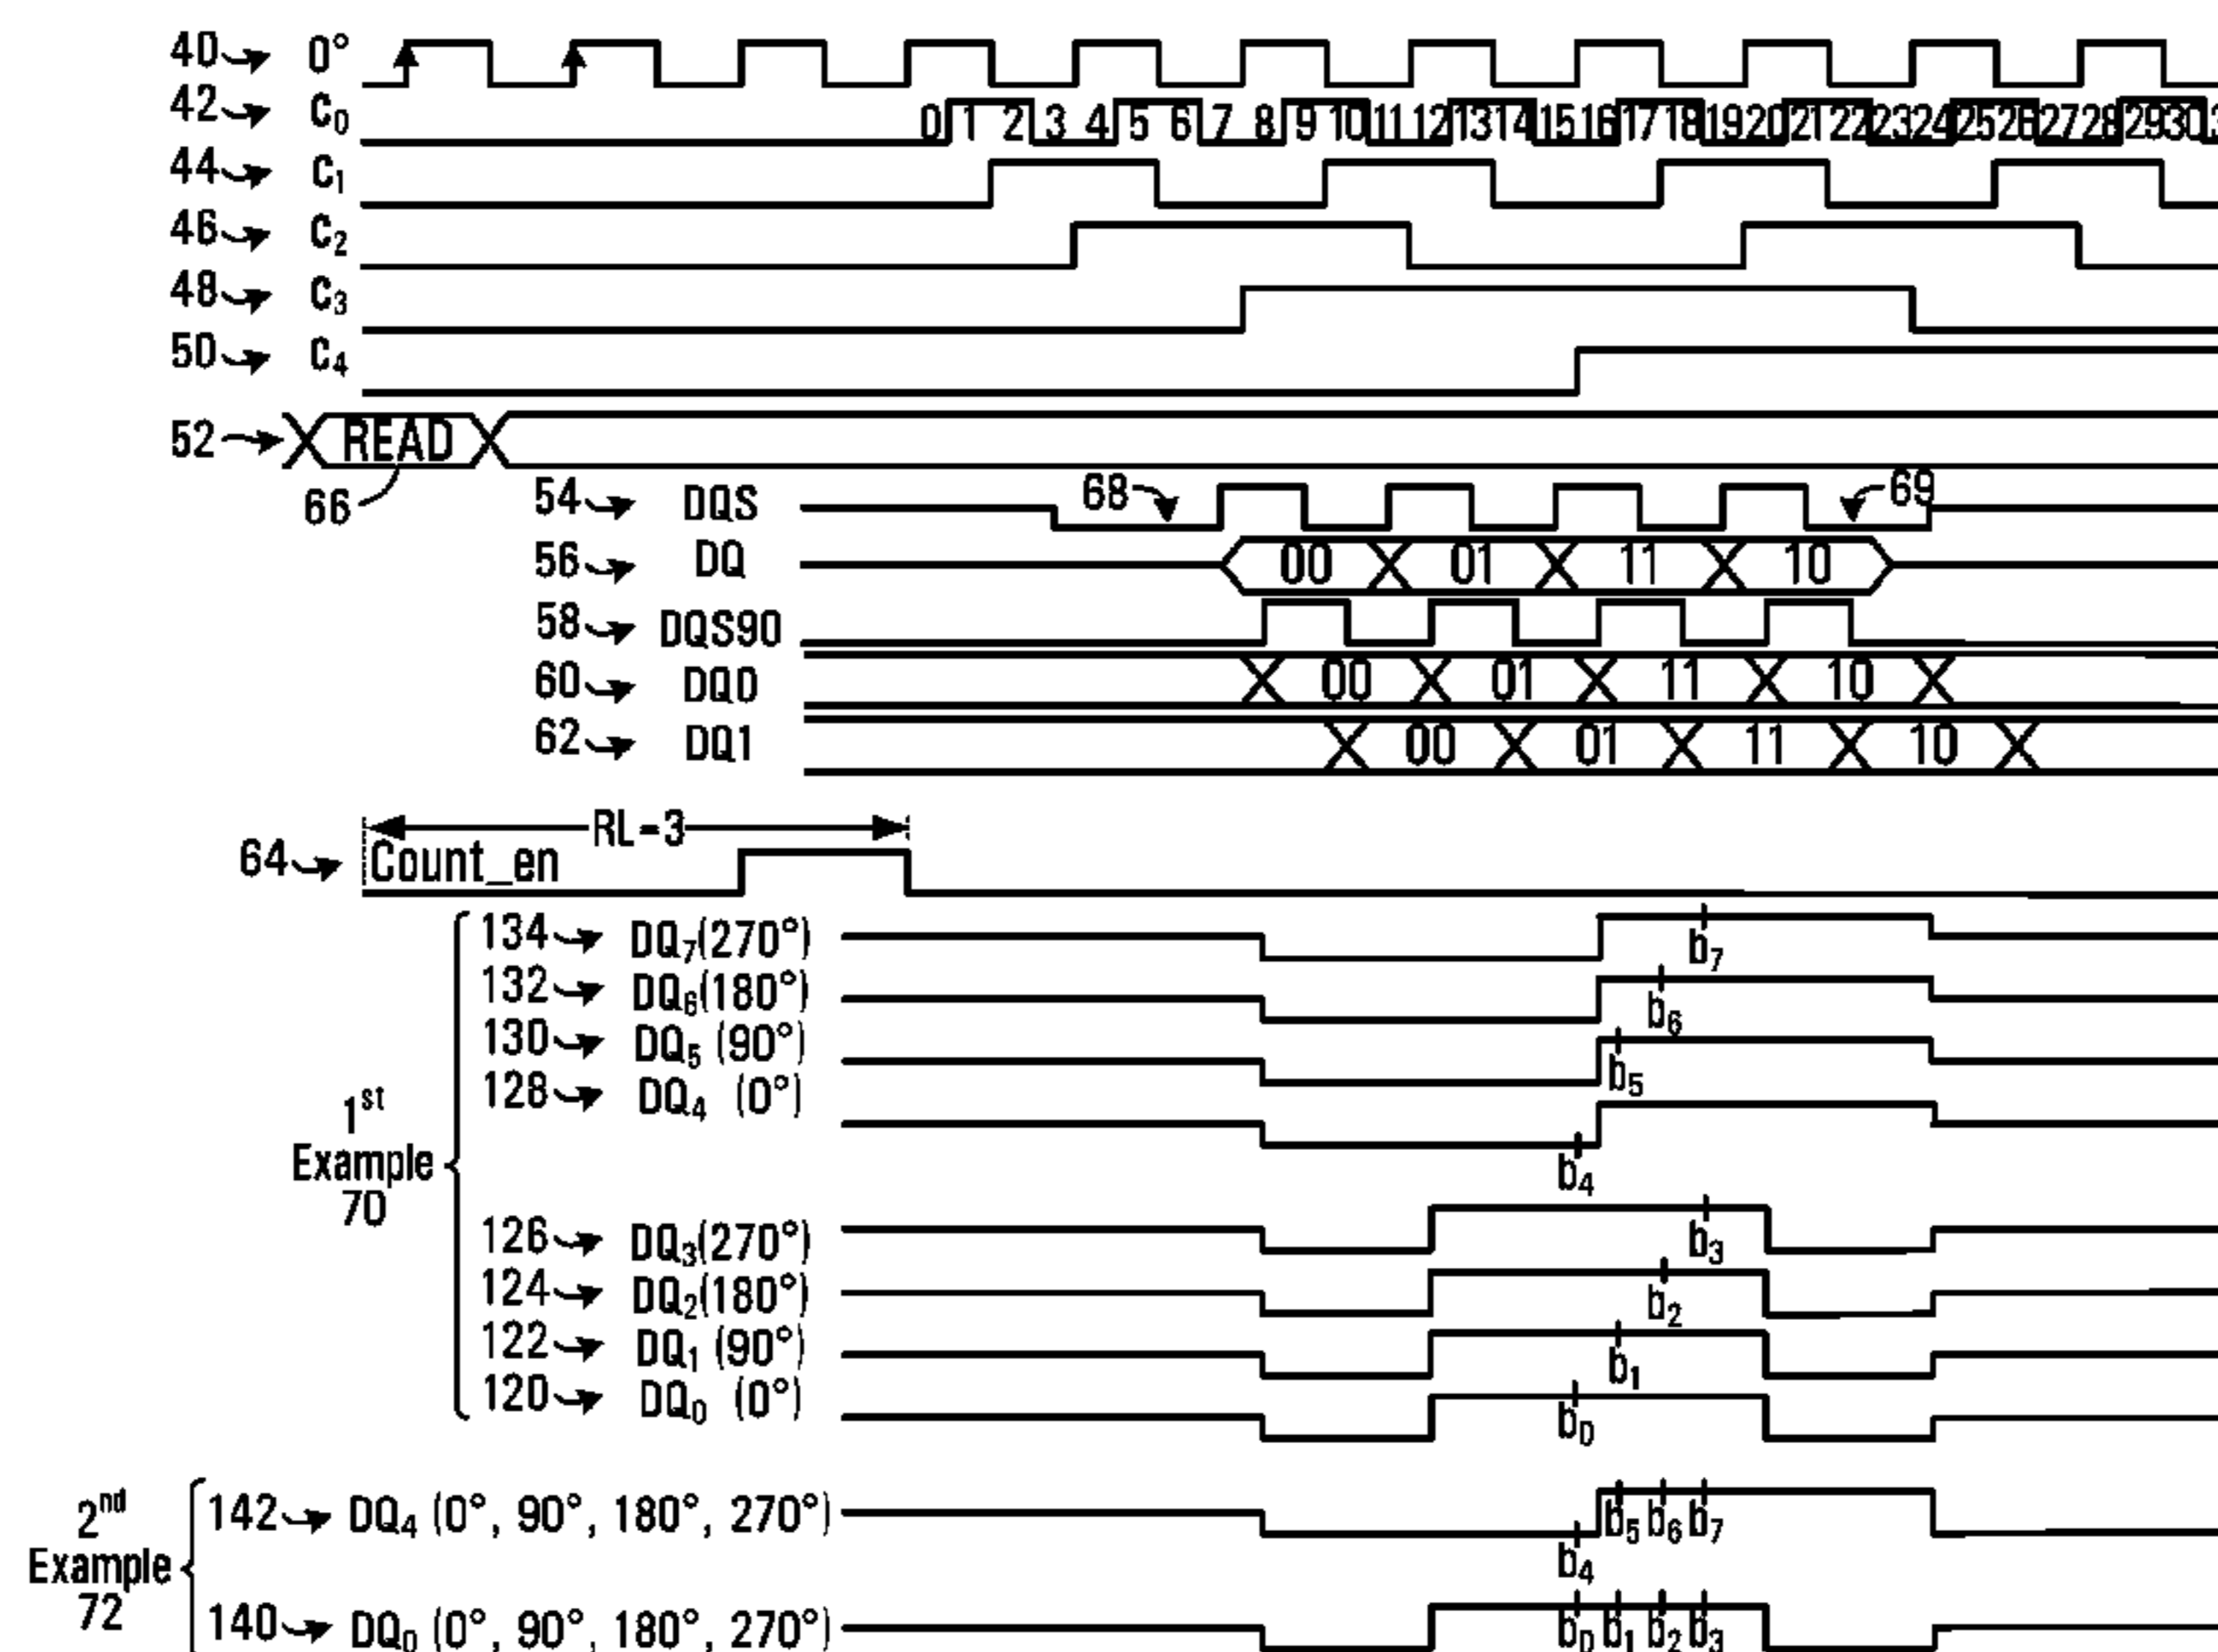 40 0°
42 C0 0 1 2 3 4 5 6 7 8 9 10 11 12 13 14 15 16 17 18 19 20 21 22 23 24 25 26 27 28 29 30
44 C1
46 C2
48 C3
50 C4
52 READ
66
54 DQS 68 69
56 DQ 00 01 11 10
58 DQS90
60 DQ0 00 01 11 10
62 DQ1 00 01 11 10
RL=3
64 Count_en
134 DQ7(270°) b7
132 DQ6(180°) b6
130 DQ5 (90°) b5
128 DQ4 (0°) b4
1st
Example
70
126 DQ3(270°) b3
124 DQ2(180°) b2
122 DQ1 (90°) b1
120 DQ0 (0°) b0
2nd
Example
72
142 DQ4 (0°, 90°, 180°, 270°) b4 b5 b6 b7
140 DQ0 (0°, 90°, 180°, 270°) b0 b1 b2 b3